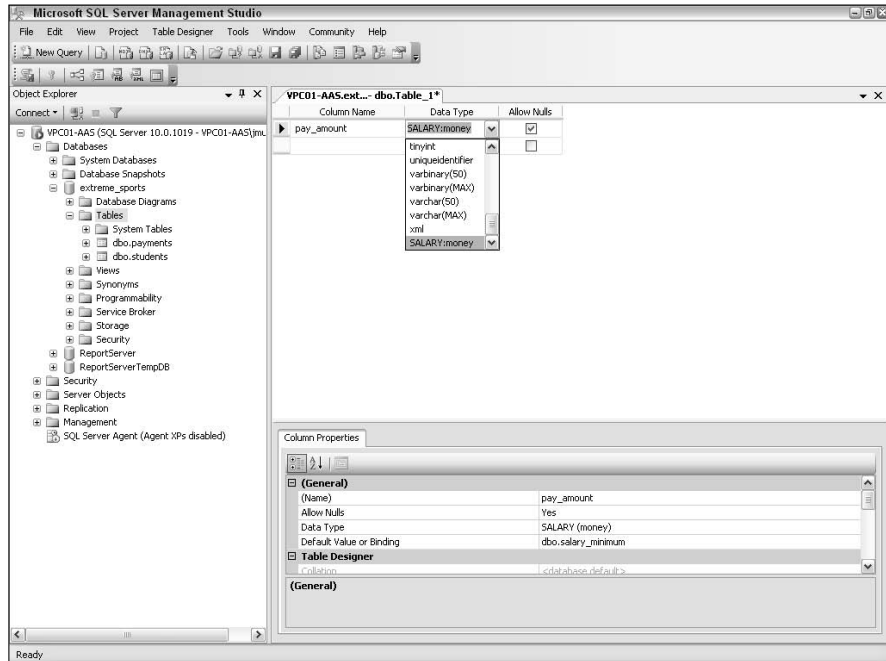 Microsoft SQL Server Management Studio
File Edit View Project Table Designer Tools Window Community Help
New Query
Object Explorer
Connect
VPC01-AAS (SQL Server 10.0.1019 - VPC01-AAS\jmu
Databases
System Databases
Database Snapshots
extreme_sports
Database Diagrams
Tables
System Tables
dbo.payments
dbo.students
Views
Synonyms
Programmability
Service Broker
Storage
Security
ReportServer
ReportServerTempDB
Security
Server Objects
Replication
Management
SQL Server Agent (Agent XPs disabled)
VPC01-AAS.ext...- dbo.Table_1*
Column Name Data Type Allow Nulls
pay_amount SALARY:money
tinyint
uniqueidentifier
varbinary(50)
varbinary(MAX)
varchar(50)
varchar(MAX)
xml
SALARY:money
Column Properties
(General)
(Name) pay_amount
Allow Nulls Yes
Data Type SALARY (money)
Default Value or Binding dbo.salary_minimum
Table Designer
Collation <database default>
(General)
Ready